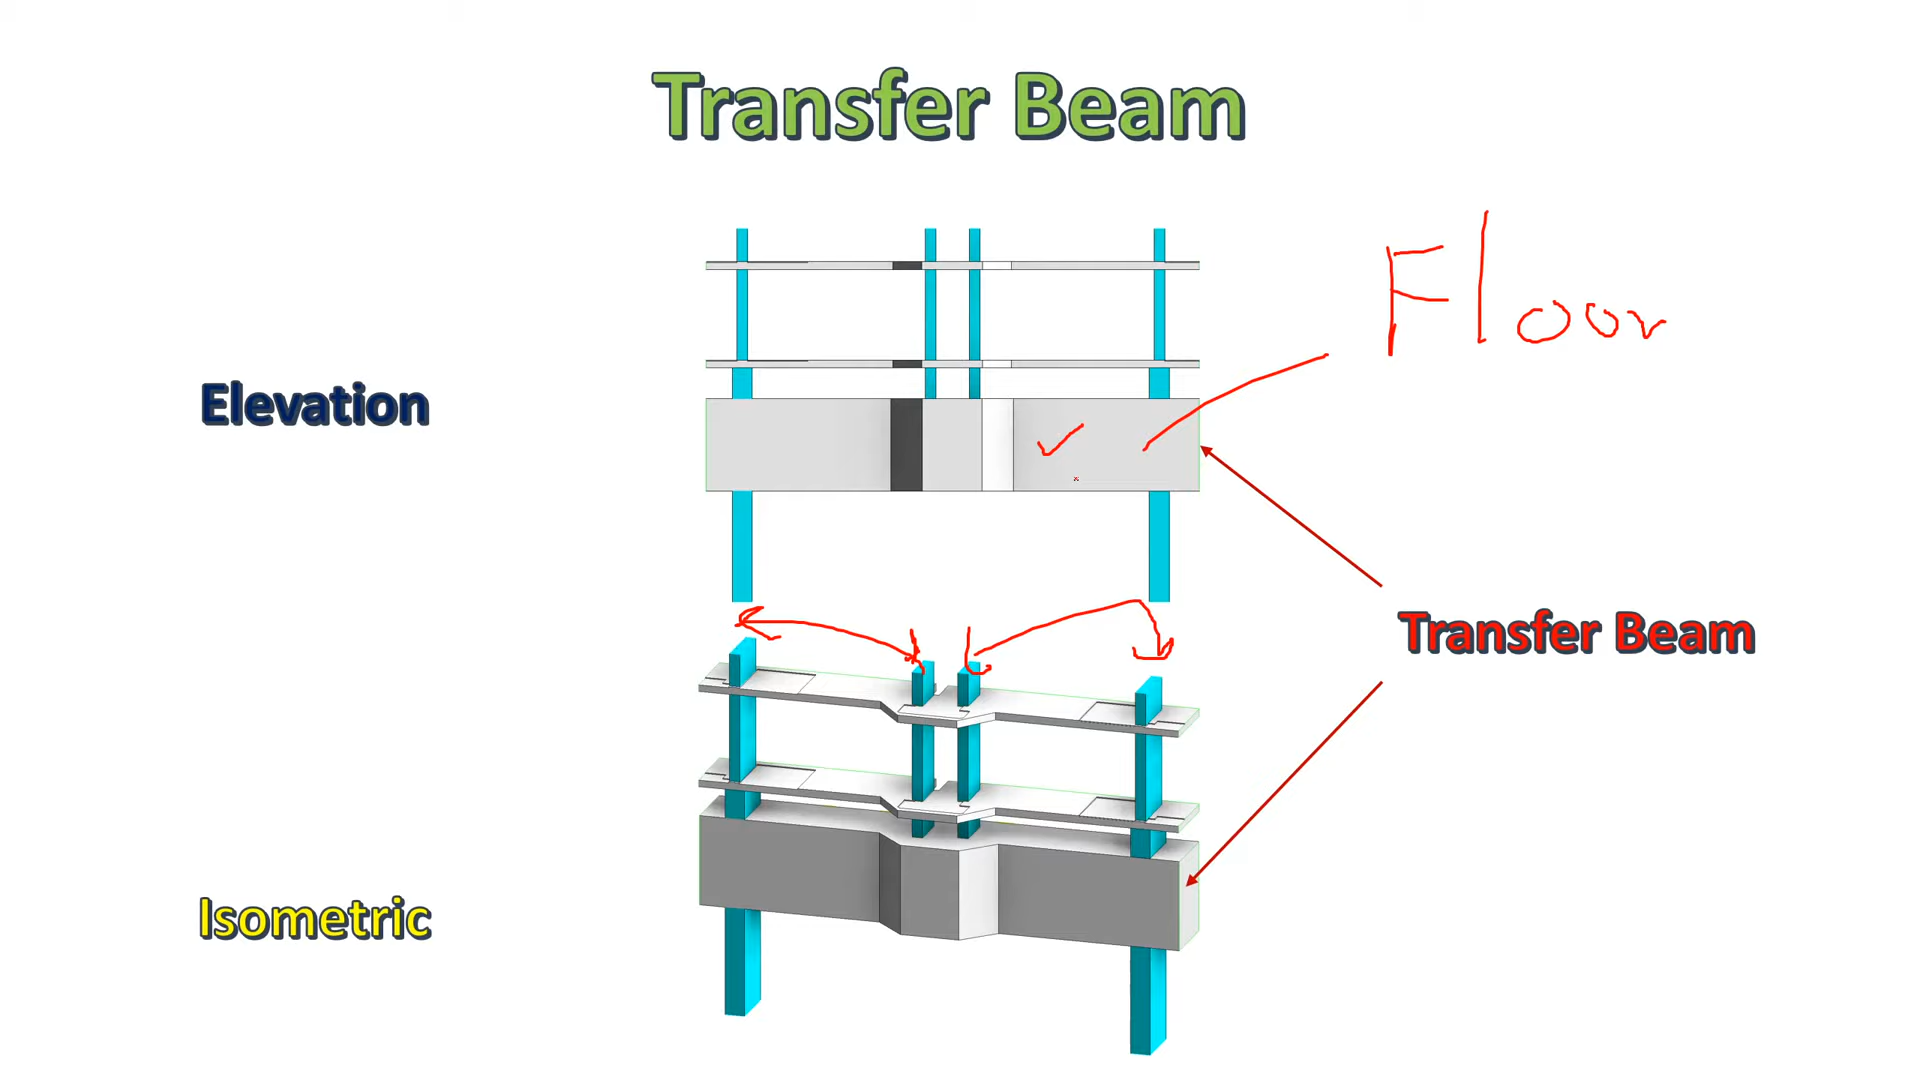 Transfer Beam
Floor
Elevation
Transfer Beam
Isometric